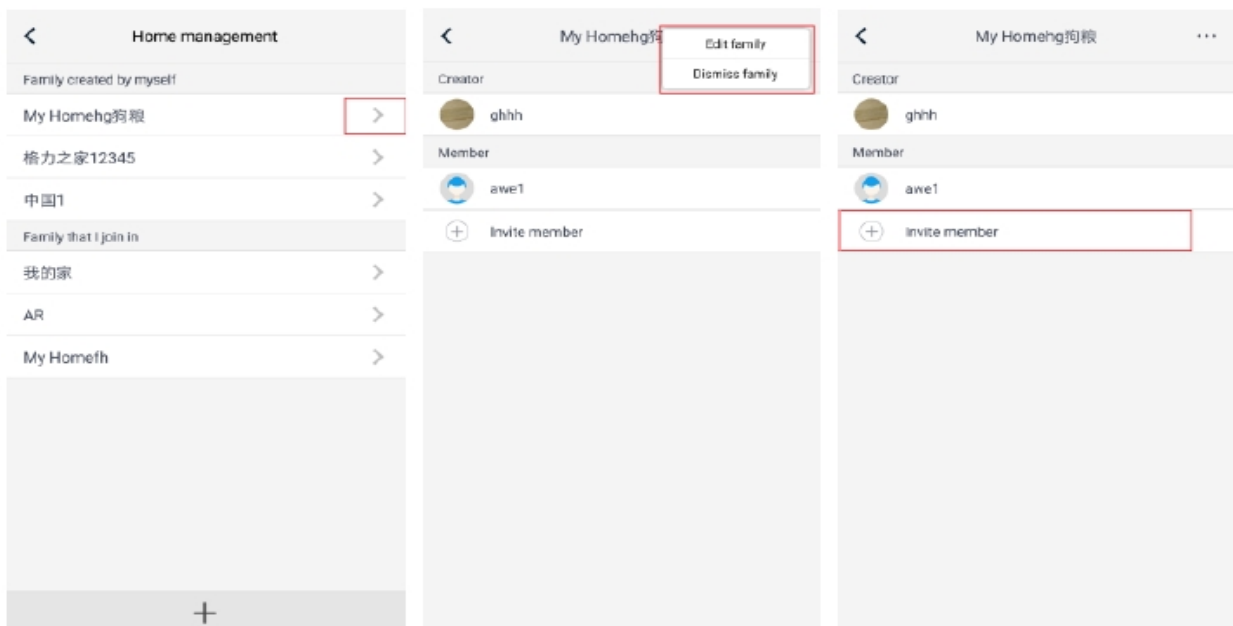 Home management
Family created by myself
My Homehg狗粮
格力之家12345
中国1
Family that I join in
我的家
AR
My Homefh
My Homehg狗
Edit family
Dismiss family
Creator
ghhh
Member
awe1
Invite member
My Homehg狗粮
Creator
ghhh
Member
awe1
Invite member